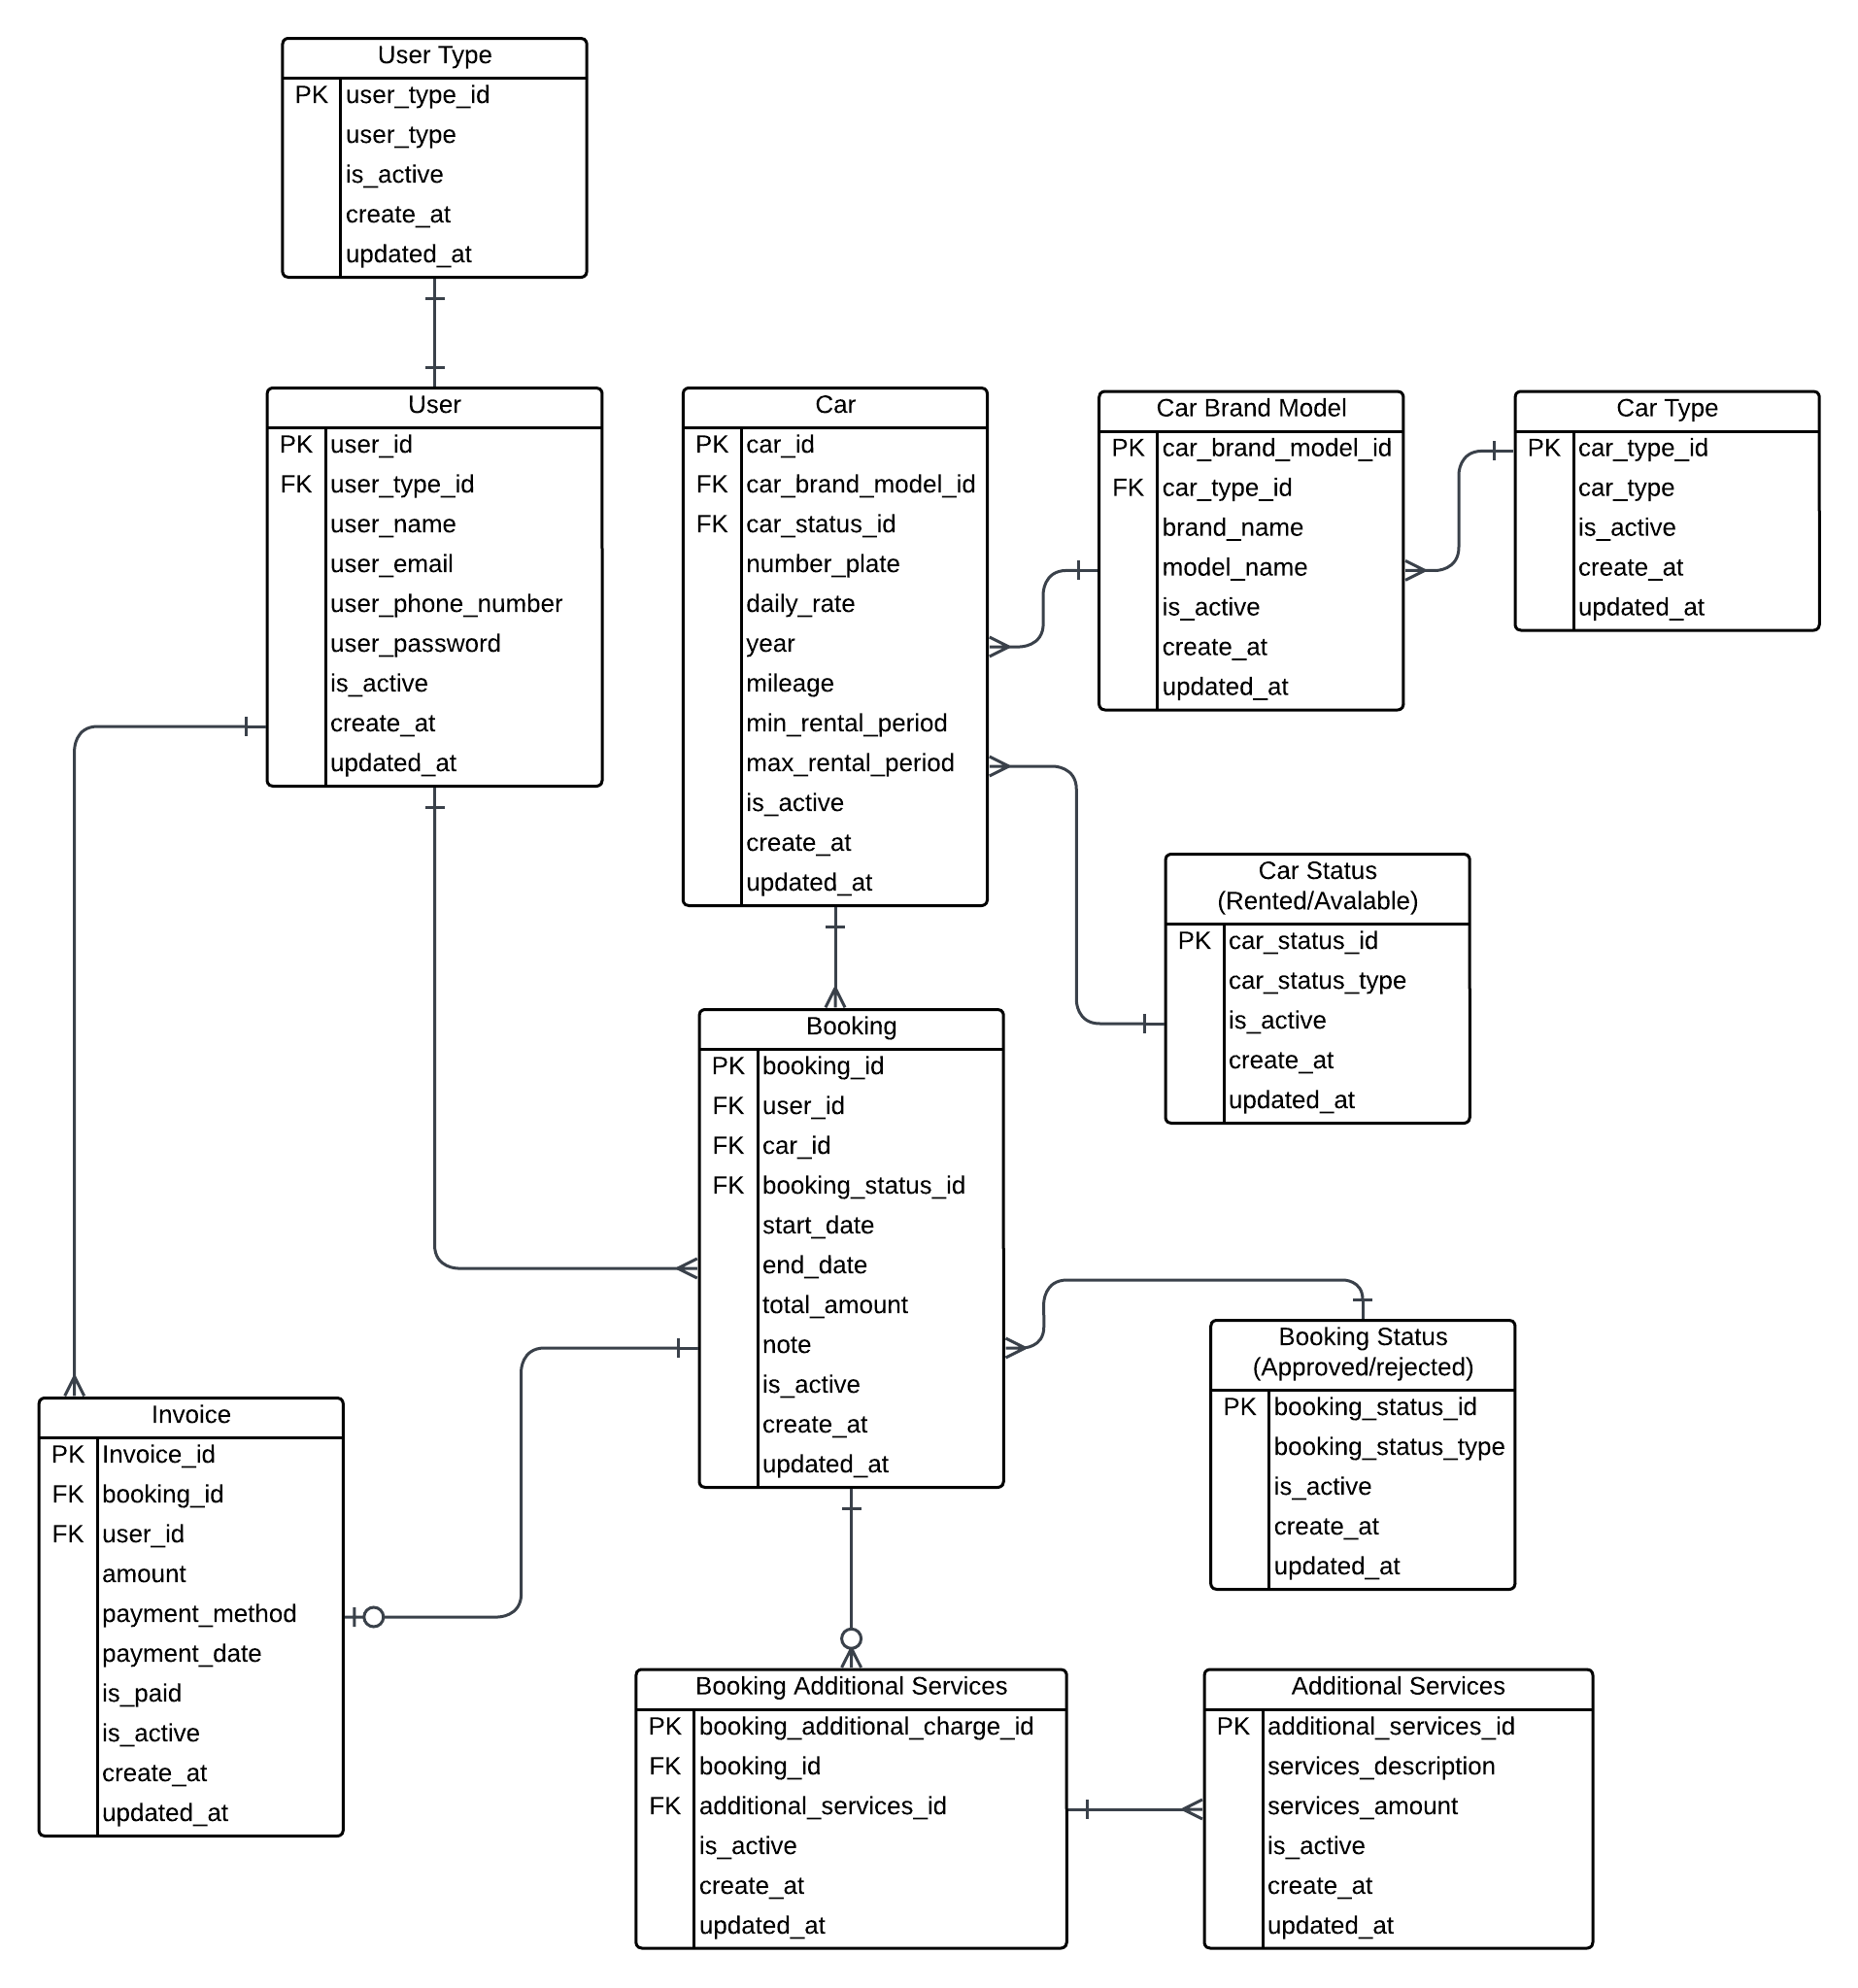 User Type
PK user_type_id
user_type
is_active
create_at
updated_at
User
PK user_id
FK user_type_id
user_name
user_email
user_phone_number
user_password
is_active
create_at
updated_at
Car
PK car_id
FK car_brand_model_id
FK car_status_id
number_plate
daily_rate
year
mileage
min_rental_period
max_rental_period
is_active
create_at
updated_at
Car Brand Model
PK car_brand_model_id
FK car_type_id
brand_name
model_name
is_active
create_at
updated_at
Car Type
PK car_type_id
car_type
is_active
create_at
updated_at
Car Status
(Rented/Avalable)
PK car_status_id
car_status_type
is_active
create_at
updated_at
Booking
PK booking_id
FK user_id
FK car_id
FK booking_status_id
start_date
end_date
total_amount
note
is_active
create_at
updated_at
Booking Status
(Approved/rejected)
PK booking_status_id
booking_status_type
is_active
create_at
updated_at
Invoice
PK Invoice_id
FK booking_id
FK user_id
amount
payment_method
payment_date
is_paid
is_active
create_at
updated_at
Booking Additional Services
PK booking_additional_charge_id
FK booking_id
FK additional_services_id
is_active
create_at
updated_at
Additional Services
PK additional_services_id
services_description
services_amount
is_active
create_at
updated_at